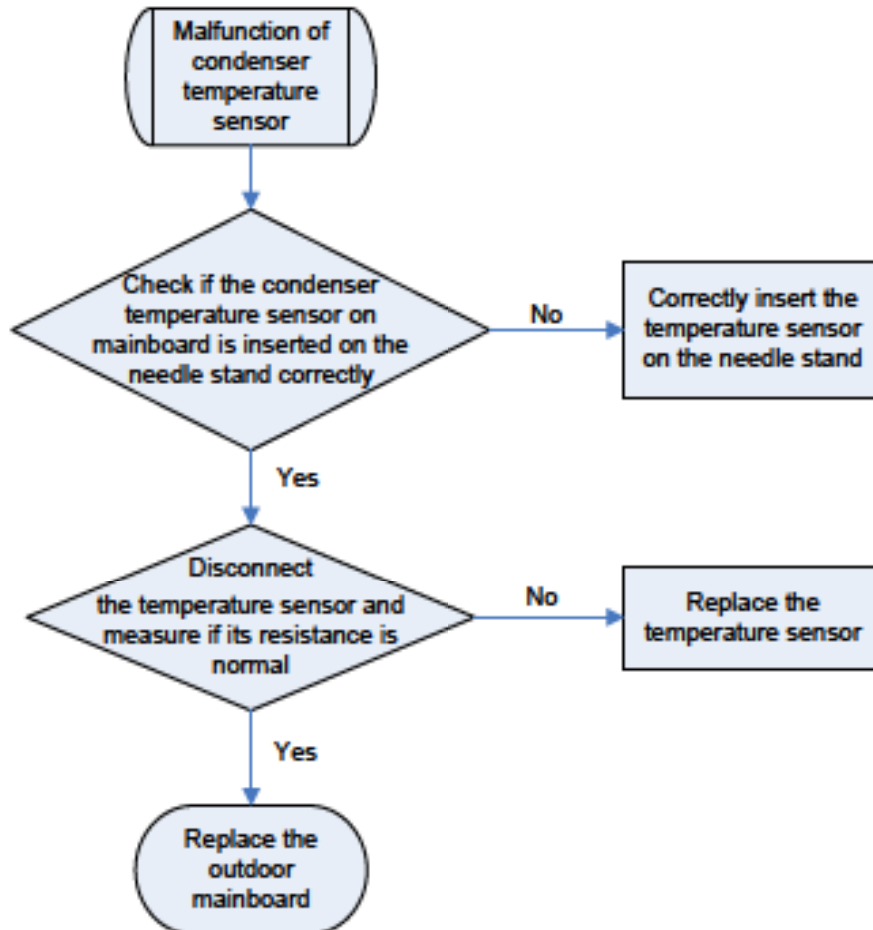 Malfunction of
condenser
temperature
sensor
Check if the condenser
temperature sensor on
mainboard is inserted on the
needle stand correctly
No
Correctly insert the
temperature sensor
on the needle stand
Yes
Disconnect
the temperature sensor and
measure if its resistance is
normal
No
Replace the
temperature sensor
Yes
Replace the
outdoor
mainboard